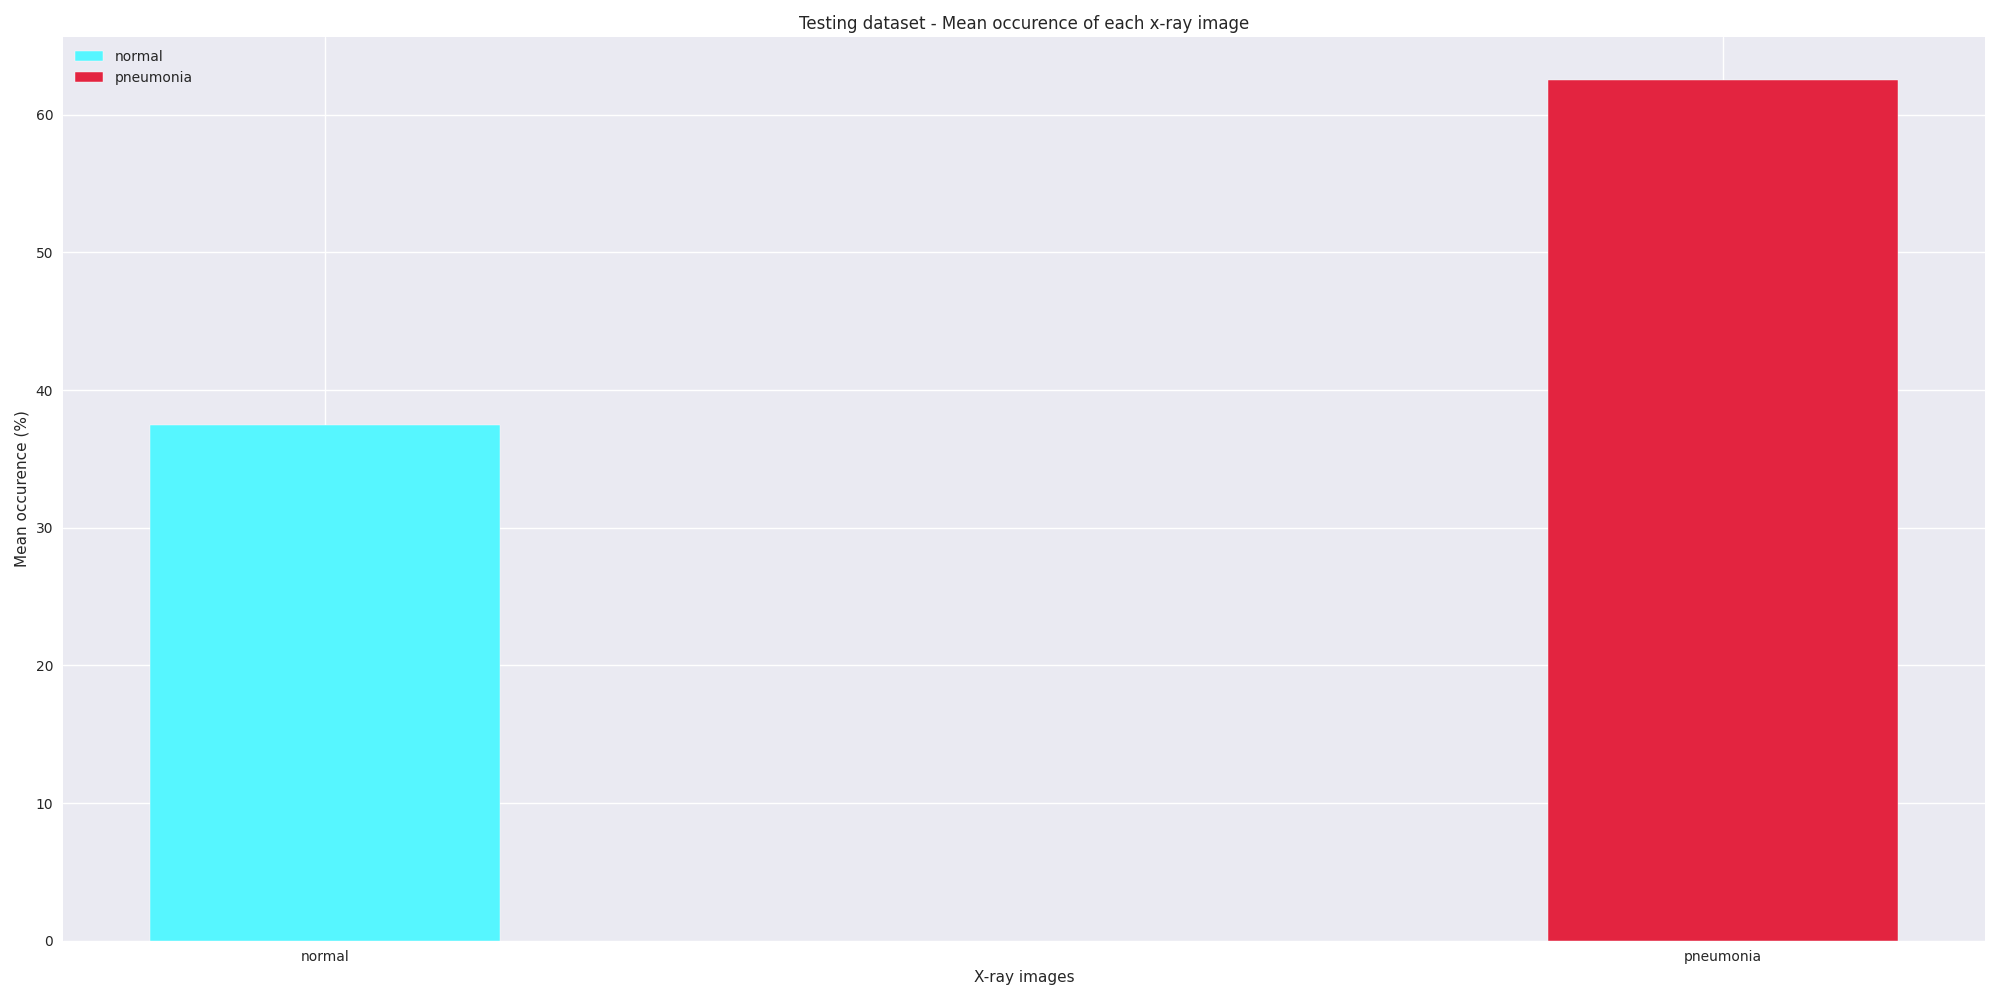 Testing dataset - Mean occurence of each x-ray image
normal
pneumonia
60
50
40
30
20
10
0
Mean occurence (%)
normal
pneumonia
X-ray images